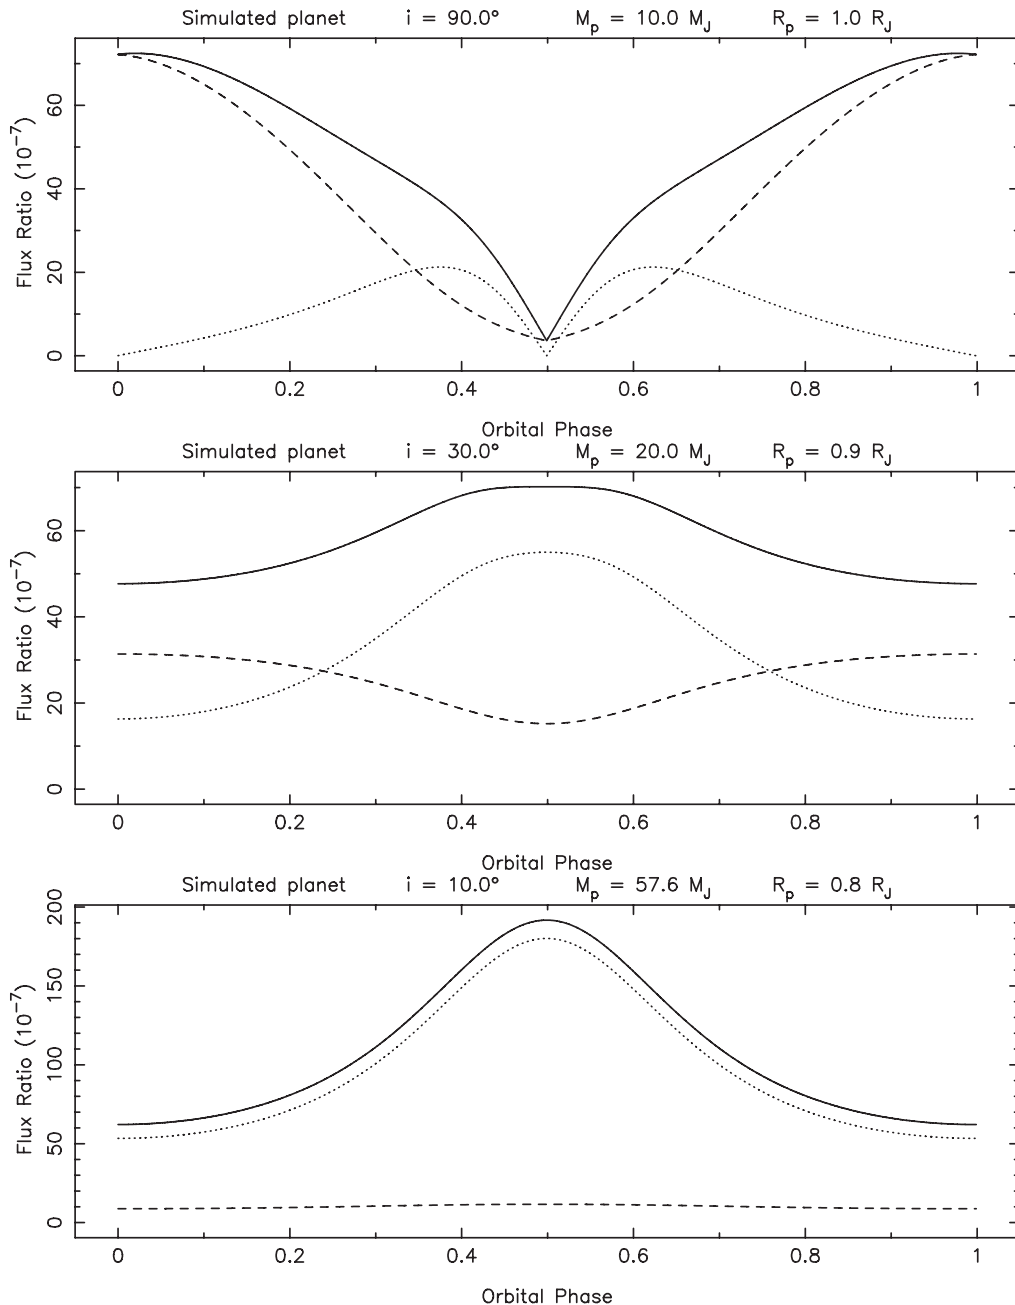 Simulated planet i = 90.0° M_p = 10.0 M_J R_p = 1.0 R_J
Flux Ratio (10^−7)
60
40
20
0
0 0.2 0.4 0.6 0.8 1
Orbital Phase
Simulated planet i = 30.0° M_p = 20.0 M_J R_p = 0.9 R_J
Flux Ratio (10^−7)
60
40
20
0
0 0.2 0.4 0.6 0.8 1
Orbital Phase
Simulated planet i = 10.0° M_p = 57.6 M_J R_p = 0.8 R_J
Flux Ratio (10^−7)
200
150
100
50
0
0 0.2 0.4 0.6 0.8 1
Orbital Phase